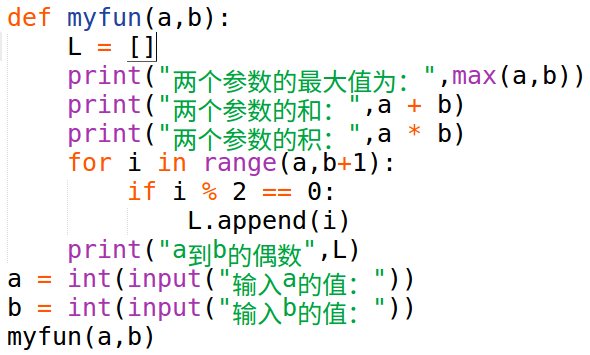 def myfun(a,b):
    L = []
    print("两个参数的最大值为：",max(a,b))
    print("两个参数的和：",a + b)
    print("两个参数的积：",a * b)
    for i in range(a,b+1):
        if i % 2 == 0:
            L.append(i)
    print("a到b的偶数",L)
a = int(input("输入a的值："))
b = int(input("输入b的值："))
myfun(a,b)